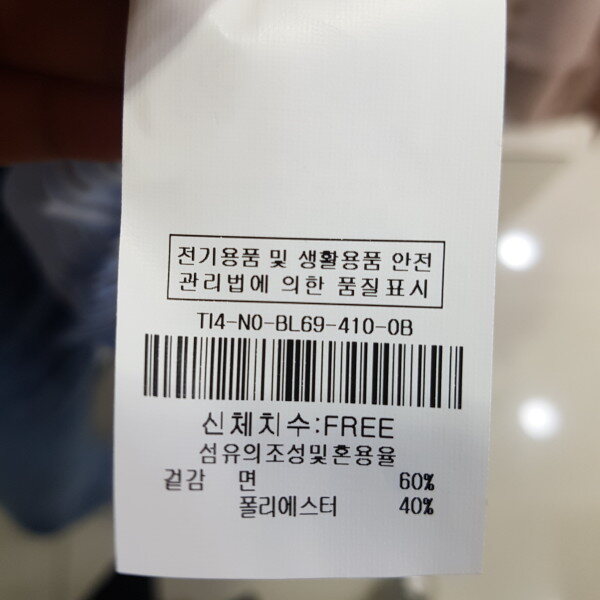 전기용품 및 생활용품 안전
관리법에 의한 품질표시
TI4-N0-BL69-410-0B
신체치수:FREE
섬유의조성및혼용율
겉감 면 60%
폴리에스터 40%